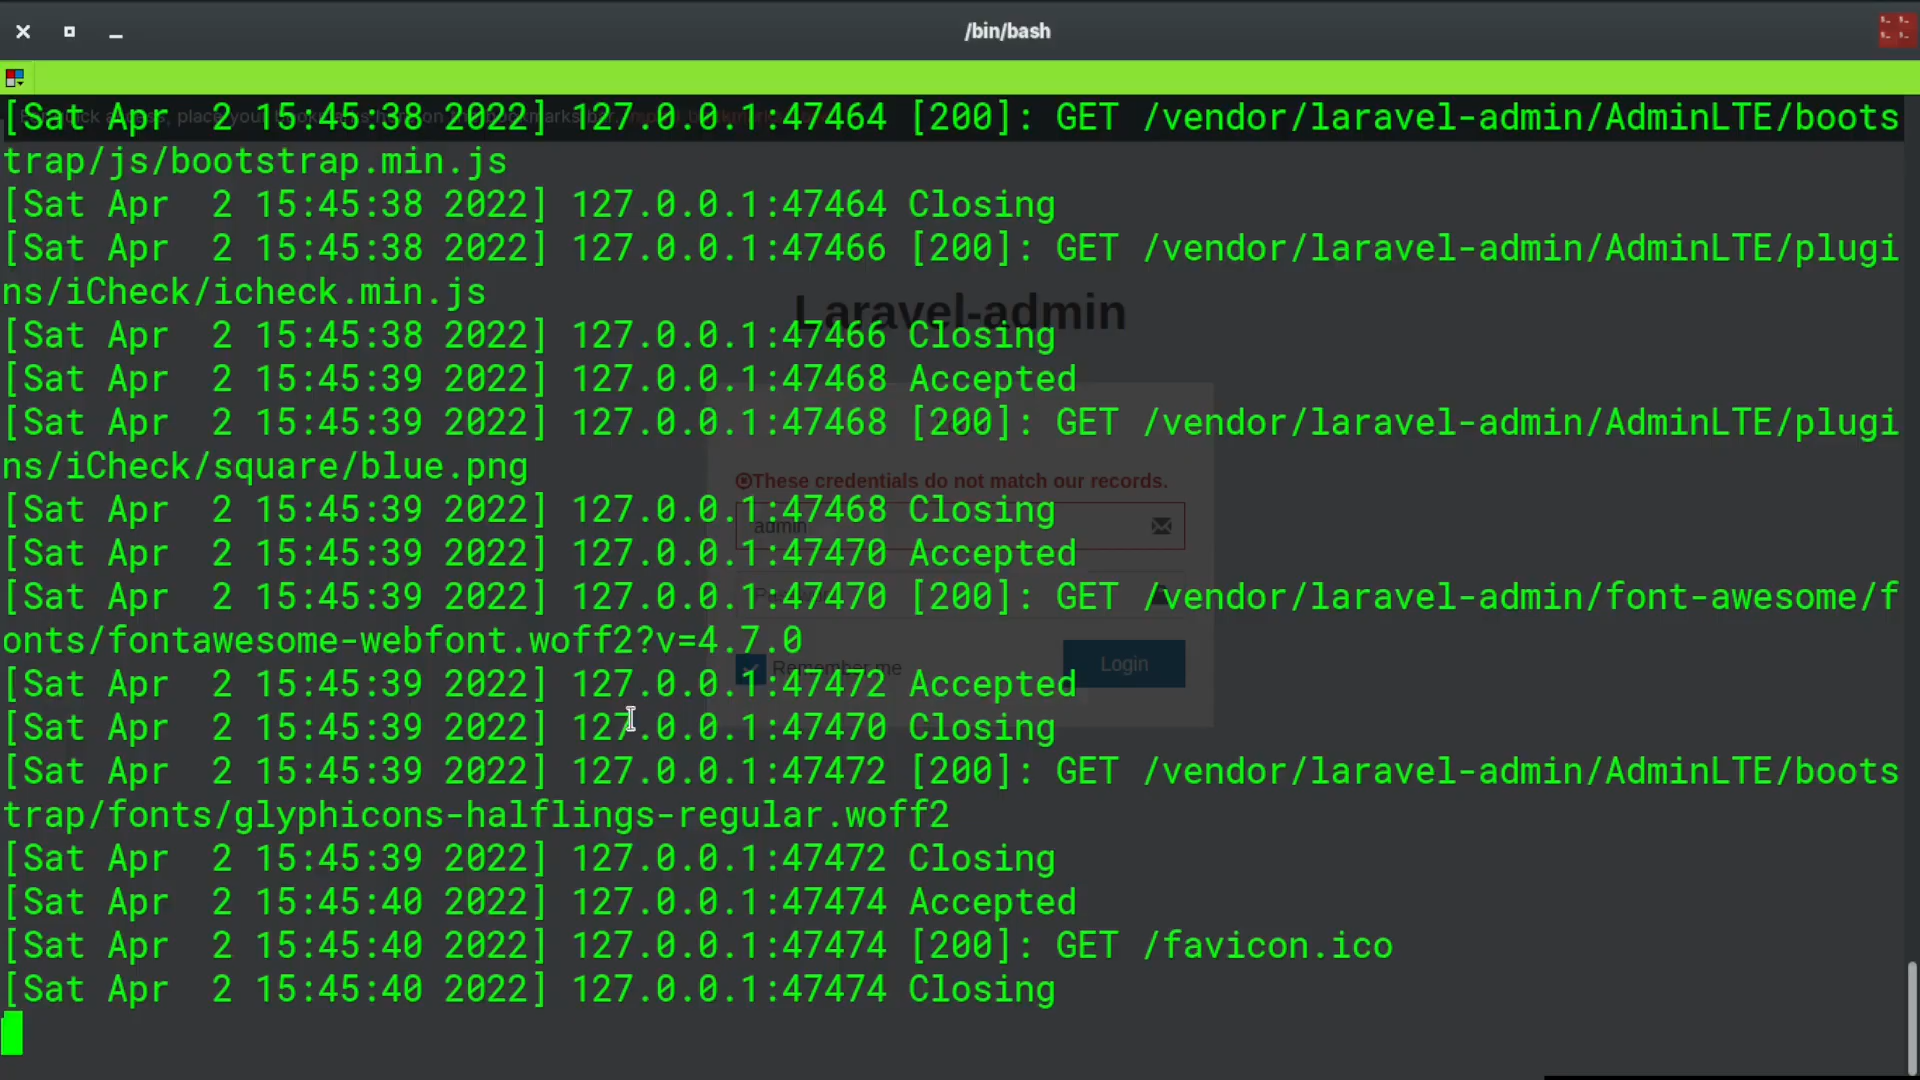 /bin/bash
[Sat Apr  2 15:45:38 2022] 127.0.0.1:47464 [200]: GET /vendor/laravel-admin/AdminLTE/boots
trap/js/bootstrap.min.js
[Sat Apr  2 15:45:38 2022] 127.0.0.1:47464 Closing
[Sat Apr  2 15:45:38 2022] 127.0.0.1:47466 [200]: GET /vendor/laravel-admin/AdminLTE/plugi
ns/iCheck/icheck.min.js
[Sat Apr  2 15:45:38 2022] 127.0.0.1:47466 Closing
[Sat Apr  2 15:45:39 2022] 127.0.0.1:47468 Accepted
[Sat Apr  2 15:45:39 2022] 127.0.0.1:47468 [200]: GET /vendor/laravel-admin/AdminLTE/plugi
ns/iCheck/square/blue.png
[Sat Apr  2 15:45:39 2022] 127.0.0.1:47468 Closing
[Sat Apr  2 15:45:39 2022] 127.0.0.1:47470 Accepted
[Sat Apr  2 15:45:39 2022] 127.0.0.1:47470 [200]: GET /vendor/laravel-admin/font-awesome/f
onts/fontawesome-webfont.woff2?v=4.7.0
[Sat Apr  2 15:45:39 2022] 127.0.0.1:47472 Accepted
[Sat Apr  2 15:45:39 2022] 127.0.0.1:47470 Closing
[Sat Apr  2 15:45:39 2022] 127.0.0.1:47472 [200]: GET /vendor/laravel-admin/AdminLTE/boots
trap/fonts/glyphicons-halflings-regular.woff2
[Sat Apr  2 15:45:39 2022] 127.0.0.1:47472 Closing
[Sat Apr  2 15:45:40 2022] 127.0.0.1:47474 Accepted
[Sat Apr  2 15:45:40 2022] 127.0.0.1:47474 [200]: GET /favicon.ico
[Sat Apr  2 15:45:40 2022] 127.0.0.1:47474 Closing
Laravel-admin
These credentials do not match our records.
admin
Remember me
Login